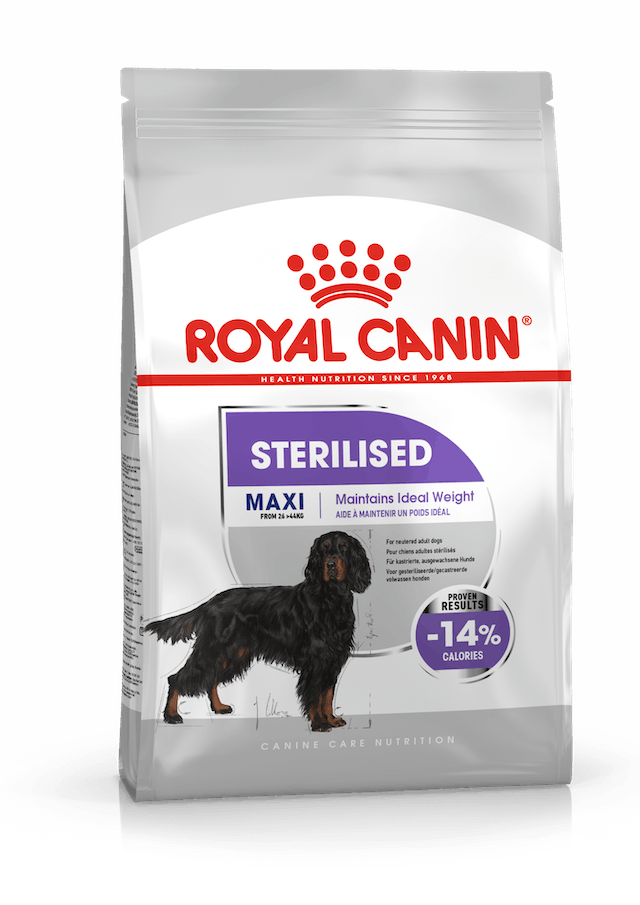 ROYAL CANIN®
HEALTH NUTRITION SINCE 1968
STERILISED
MAXI
FROM 26 >44KG
Maintains Ideal Weight
AIDE À MAINTENIR UN POIDS IDÉAL
For neutered adult dogs
Pour chiens adultes stérilisés
Für kastrierte, ausgewachsene Hunde
Voor gesteriliseerde/gecastreerde
volwassen honden
PROVEN
RESULTS
-14%
CALORIES
CANINE CARE NUTRITION